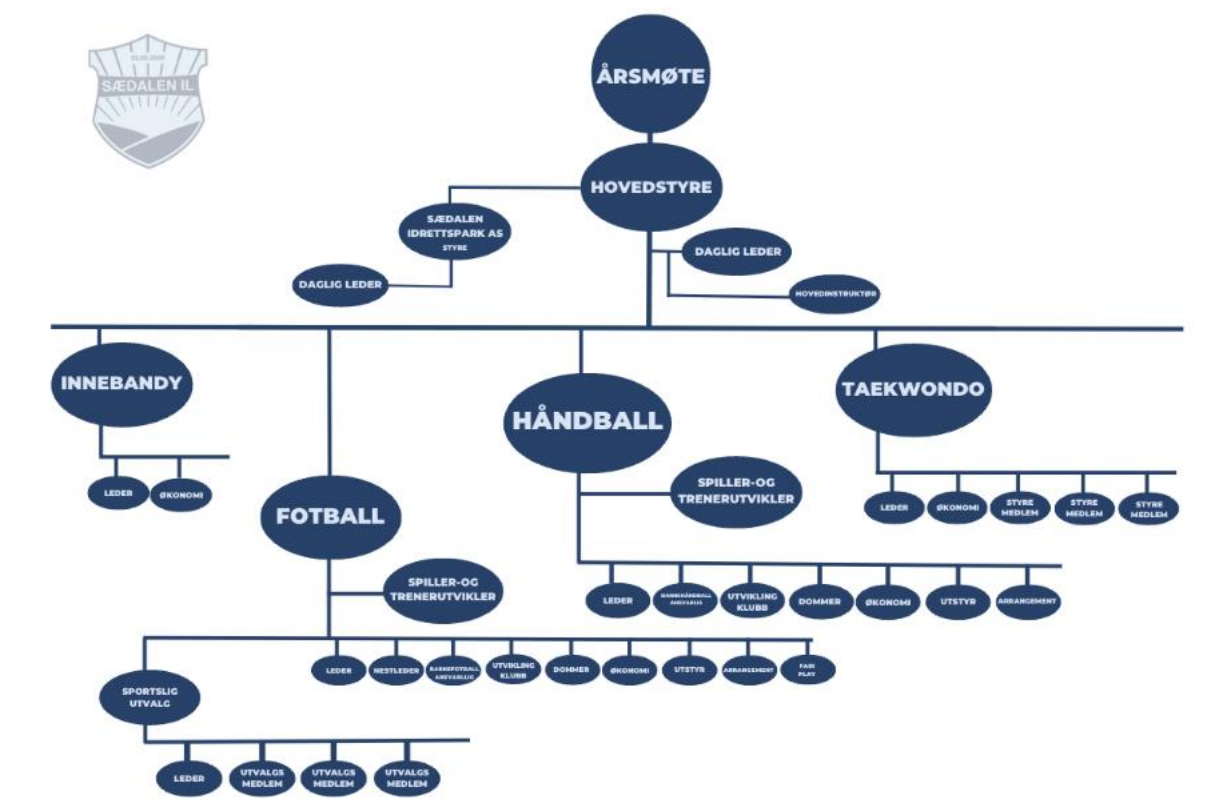 SÆDALEN IL
ÅRSMØTE
HOVEDSTYRE
SÆDALEN
IDRETTSPARK AS
STYRE
DAGLIG LEDER
DAGLIG LEDER
HOVEDINSTRUKTØR
INNEBANDY
LEDER
ØKONOMI
FOTBALL
SPILLER-OG
TRENERUTVIKLER
LEDER
NESTLEDER
BARNEFOTBALL
ANSVARLIG
UTVIKLING
KLUBB
DOMMER
ØKONOMI
UTSTYR
ARRANGEMENT
FAIR
PLAY
SPORTSLIG
UTVALG
LEDER
UTVALGS
MEDLEM
UTVALGS
MEDLEM
UTVALGS
MEDLEM
HÅNDBALL
SPILLER-OG
TRENERUTVIKLER
LEDER
BARNEHÅNDBALL
UTVIKLING
KLUBB
DOMMER
ØKONOMI
UTSTYR
ARRANGEMENT
TAEKWONDO
LEDER
ØKONOMI
STYRE
MEDLEM
STYRE
MEDLEM
STYRE
MEDLEM